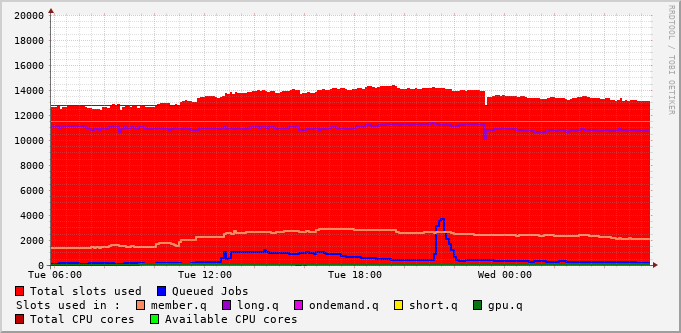 20000
18000
16000
14000
12000
10000
8000
6000
4000
2000
0
Tue 06:00 Tue 12:00 Tue 18:00 Wed 00:00
RRDTOOL / TOBI OETIKER
Total slots used Queued Jobs
Slots used in : member.q long.q ondemand.q short.q gpu.q
Total CPU cores Available CPU cores